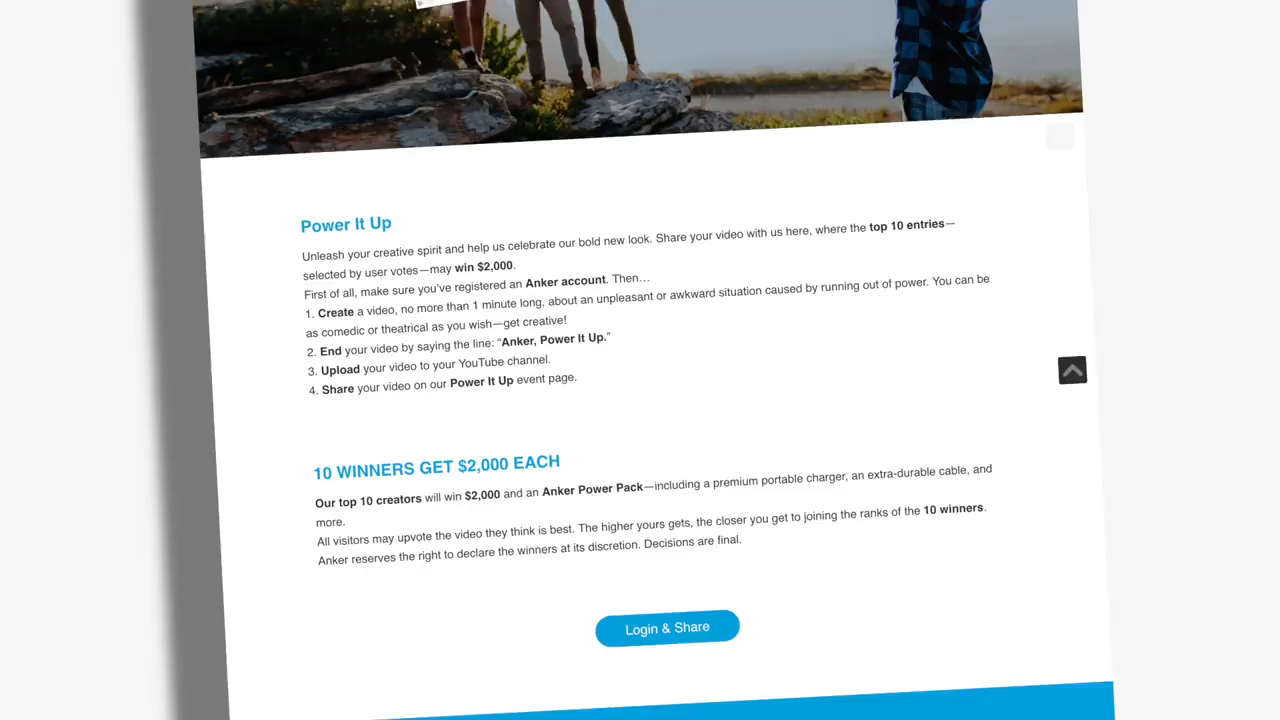 Power It Up
Unleash your creative spirit and help us celebrate our bold new look. Share your video with us here, where the top 10 entries—
selected by user votes—may win $2,000.
First of all, make sure you've registered an Anker account. Then…
1. Create a video, no more than 1 minute long, about an unpleasant or awkward situation caused by running out of power. You can be
as comedic or theatrical as you wish—get creative!
2. End your video by saying the line: “Anker, Power It Up.”
3. Upload your video to your YouTube channel.
4. Share your video on our Power It Up event page.
10 WINNERS GET $2,000 EACH
Our top 10 creators will win $2,000 and an Anker Power Pack—including a premium portable charger, an extra-durable cable, and
more.
All visitors may upvote the video they think is best. The higher yours gets, the closer you get to joining the ranks of the 10 winners.
Anker reserves the right to declare the winners at its discretion. Decisions are final.
Login & Share